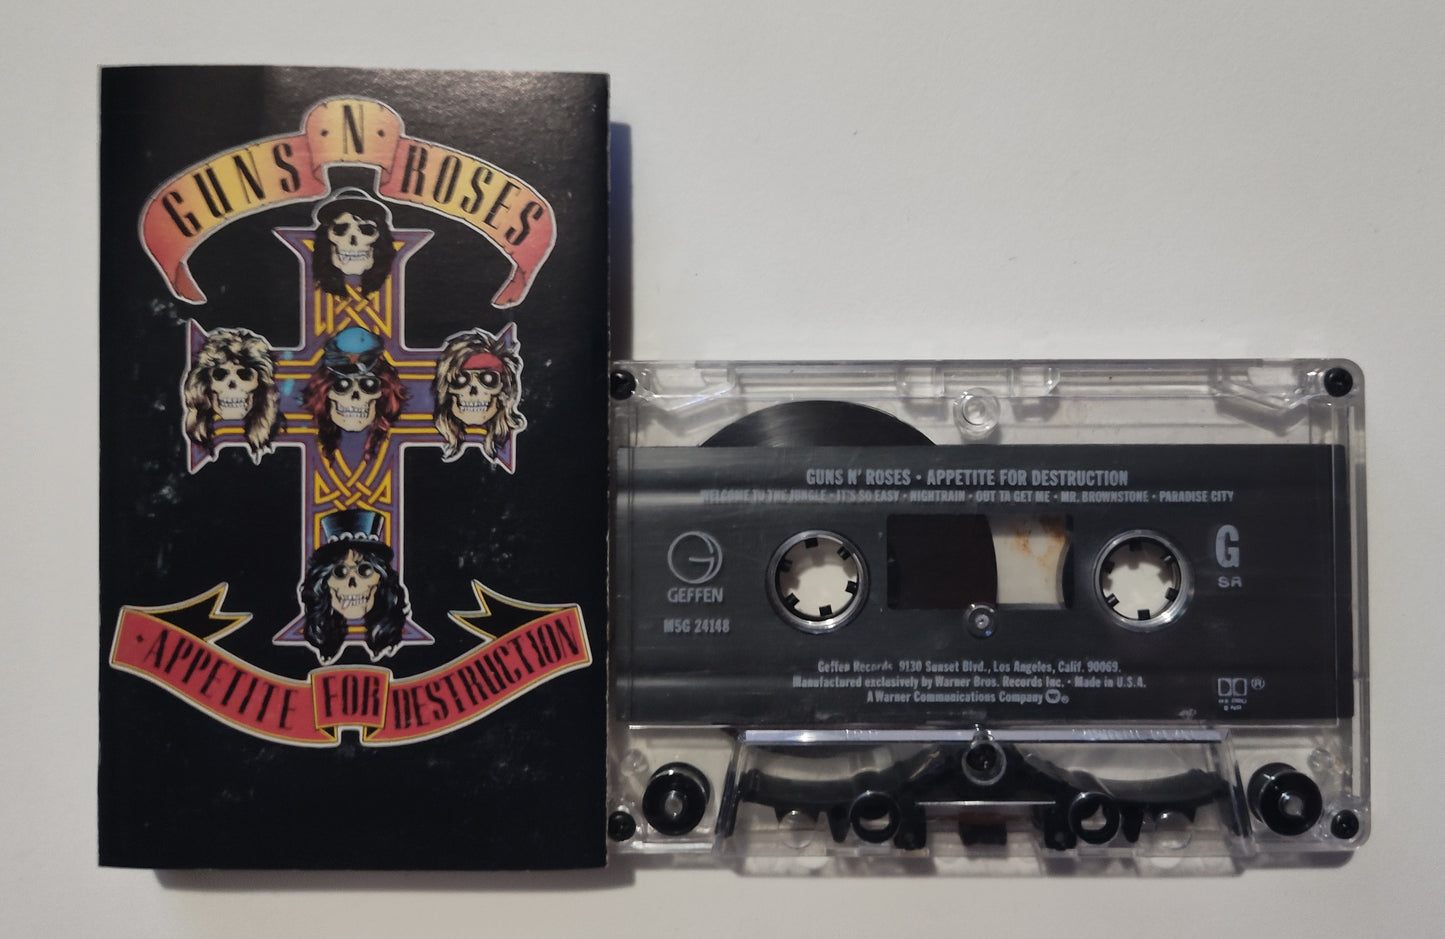 GUNS · N · ROSES
· APPETITE FOR DESTRUCTION
GUNS N' ROSES • APPETITE FOR DESTRUCTION
WELCOME TO THE JUNGLE • IT'S SO EASY • NIGHTRAIN • OUT TA GET ME • MR. BROWNSTONE • PARADISE CITY
GEFFEN
M5G 24148
G
SR
Geffen Records, 9130 Sunset Blvd., Los Angeles, Calif. 90069.
Manufactured exclusively by Warner Bros. Records Inc. • Made in U.S.A.
A Warner Communications Company ®
®